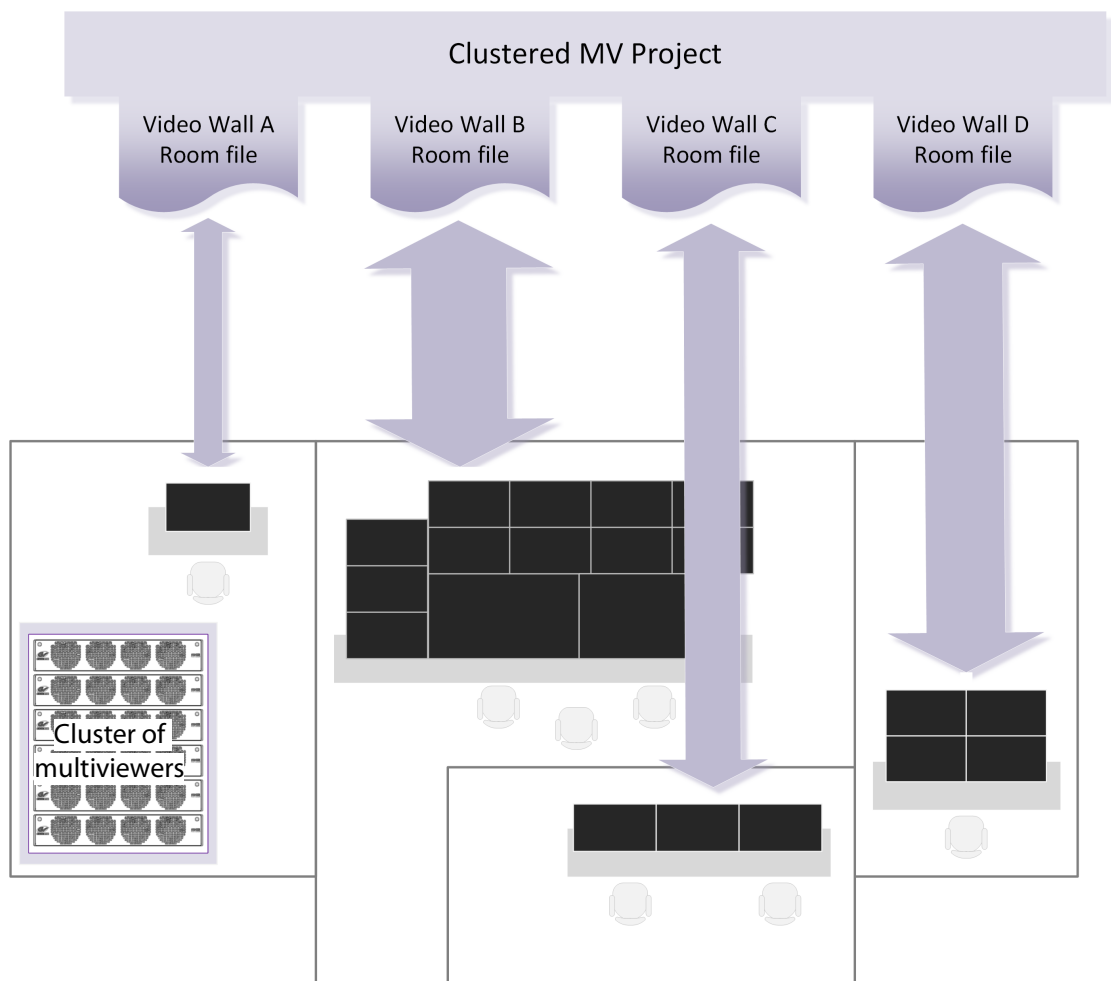 Clustered MV Project
Video Wall A
Room file
Video Wall B
Room file
Video Wall C
Room file
Video Wall D
Room file
Cluster of
multiviewers